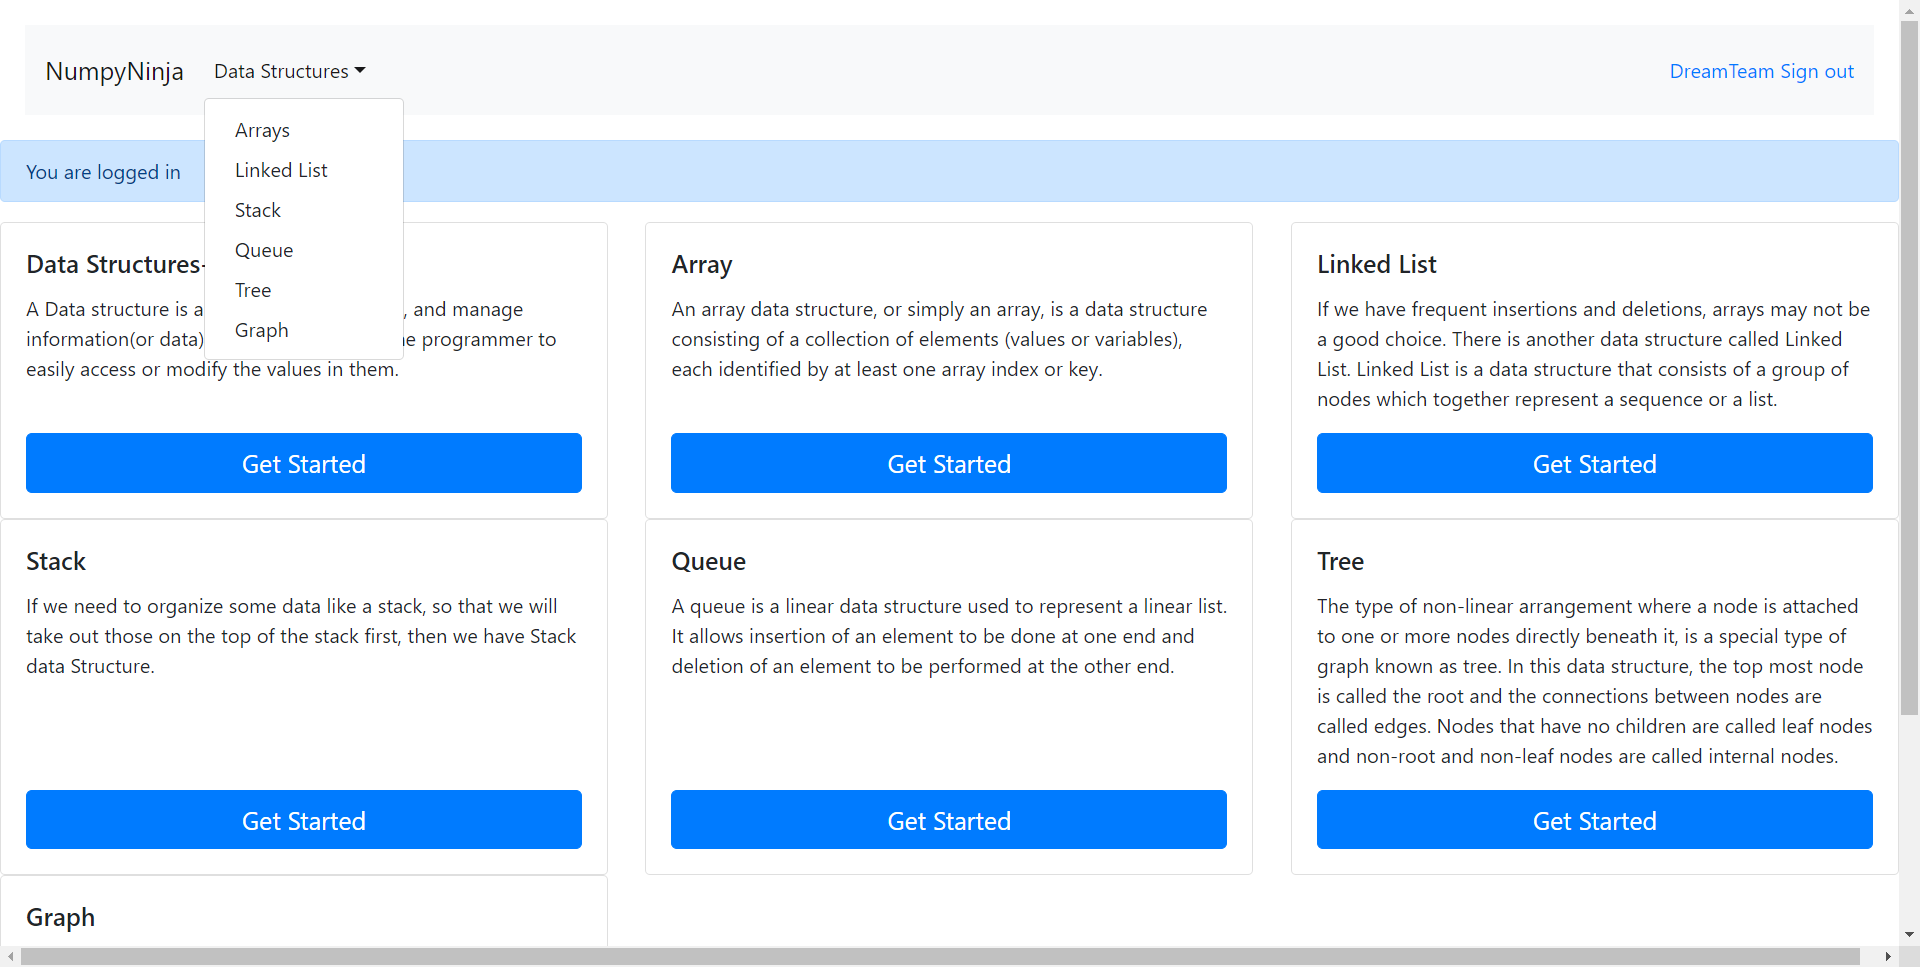 NumpyNinja
Data Structures
DreamTeam Sign out
Arrays
Linked List
Stack
Queue
Tree
Graph
You are logged in
Data Structures-
A Data structure is a , and manage
information(or data) programmer to
easily access or modify the values in them.
Get Started
Array
An array data structure, or simply an array, is a data structure
consisting of a collection of elements (values or variables),
each identified by at least one array index or key.
Get Started
Linked List
If we have frequent insertions and deletions, arrays may not be
a good choice. There is another data structure called Linked
List. Linked List is a data structure that consists of a group of
nodes which together represent a sequence or a list.
Get Started
Stack
If we need to organize some data like a stack, so that we will
take out those on the top of the stack first, then we have Stack
data Structure.
Get Started
Queue
A queue is a linear data structure used to represent a linear list.
It allows insertion of an element to be done at one end and
deletion of an element to be performed at the other end.
Get Started
Tree
The type of non-linear arrangement where a node is attached
to one or more nodes directly beneath it, is a special type of
graph known as tree. In this data structure, the top most node
is called the root and the connections between nodes are
called edges. Nodes that have no children are called leaf nodes
and non-root and non-leaf nodes are called internal nodes.
Get Started
Graph